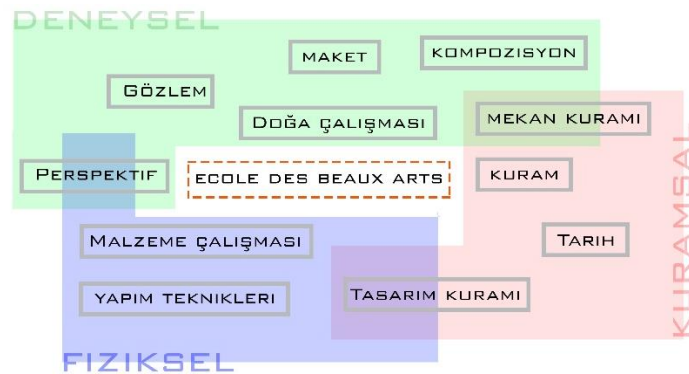 DENEYSEL
MAKET
KOMPOZISYON
GÖZLEM
DOĞA ÇALIŞMASI
MEKAN KURAMI
PERSPEKTIF
ECOLE DES BEAUX ARTS
KURAM
MALZEME ÇALIŞMASI
TARIH
YAPIM TEKNIKLERI
TASARIM KURAMI
KURAMSAL
FIZIKSEL